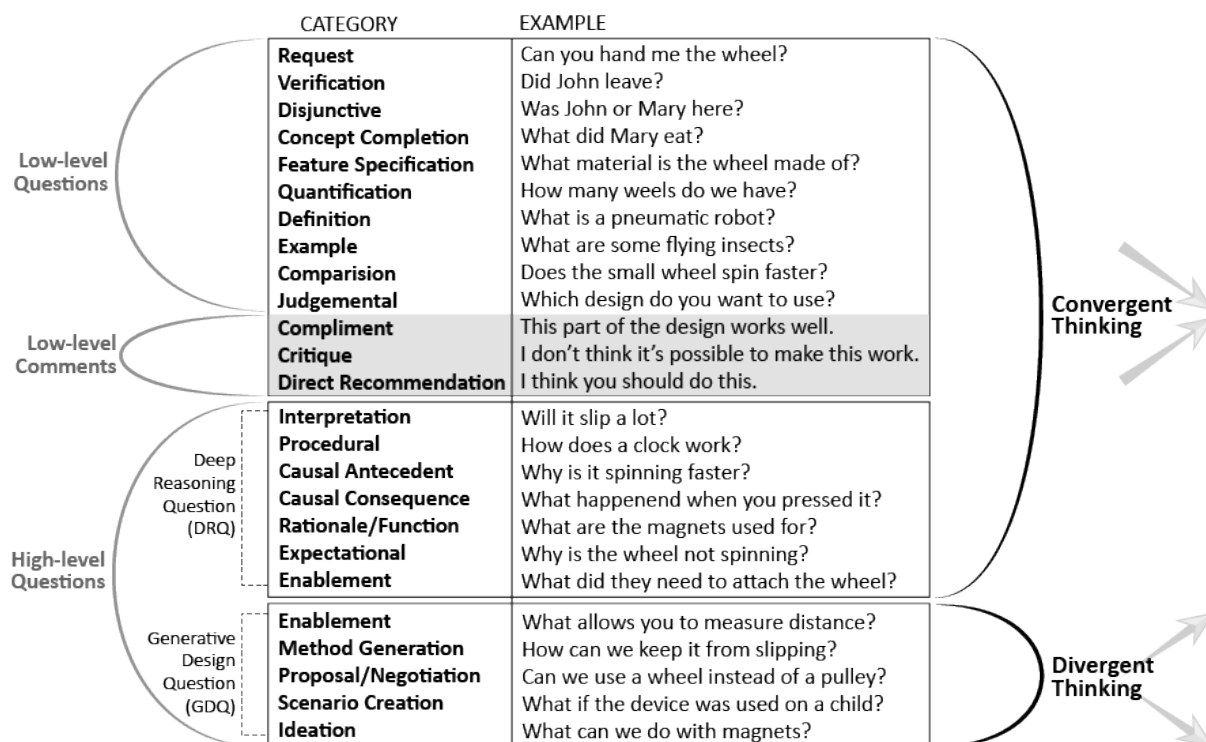 CATEGORY EXAMPLE
Request Can you hand me the wheel?
Verification Did John leave?
Disjunctive Was John or Mary here?
Concept Completion What did Mary eat?
Feature Specification What material is the wheel made of?
Quantification How many weels do we have?
Definition What is a pneumatic robot?
Example What are some flying insects?
Comparision Does the small wheel spin faster?
Judgemental Which design do you want to use?
Low-level
Questions
Compliment This part of the design works well.
Critique I don't think it's possible to make this work.
Direct Recommendation I think you should do this.
Low-level
Comments
Interpretation Will it slip a lot?
Procedural How does a clock work?
Causal Antecedent Why is it spinning faster?
Causal Consequence What happenend when you pressed it?
Rationale/Function What are the magnets used for?
Expectational Why is the wheel not spinning?
Enablement What did they need to attach the wheel?
Deep
Reasoning
Question
(DRQ)
High-level
Questions
Enablement What allows you to measure distance?
Method Generation How can we keep it from slipping?
Proposal/Negotiation Can we use a wheel instead of a pulley?
Scenario Creation What if the device was used on a child?
Ideation What can we do with magnets?
Generative
Design
Question
(GDQ)
Convergent
Thinking
Divergent
Thinking